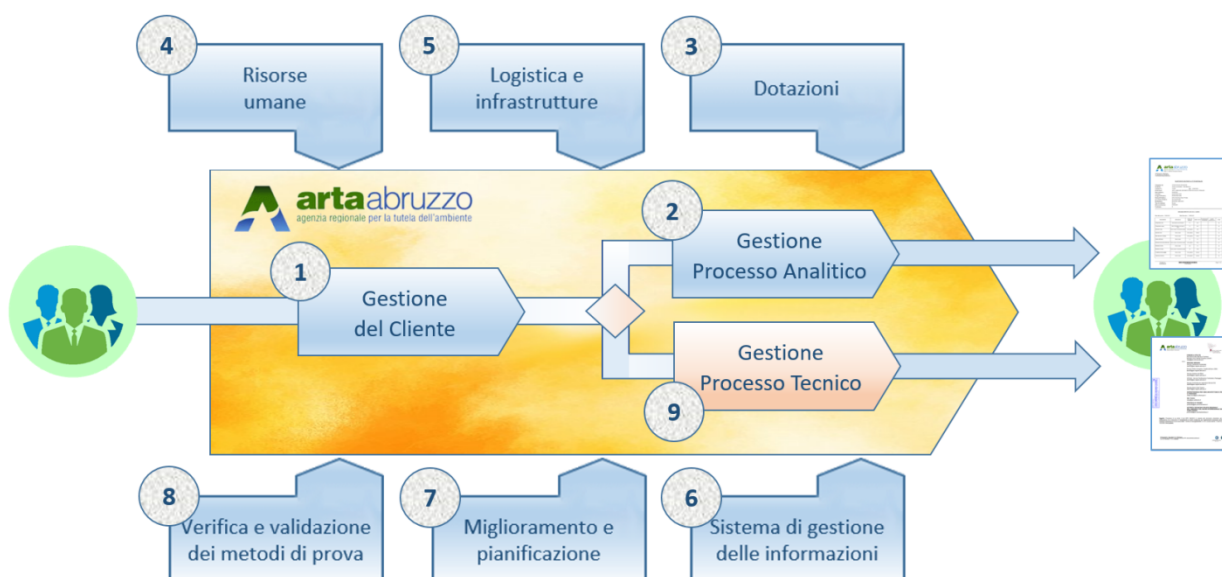 4
Risorse
umane
5
Logistica e
infrastrutture
3
Dotazioni
artaabruzzo
agenzia regionale per la tutela dell'ambiente
1
Gestione
del Cliente
2
Gestione
Processo Analitico
Gestione
Processo Tecnico
9
8
Verifica e validazione
dei metodi di prova
7
Miglioramento e
pianificazione
6
Sistema di gestione
delle informazioni